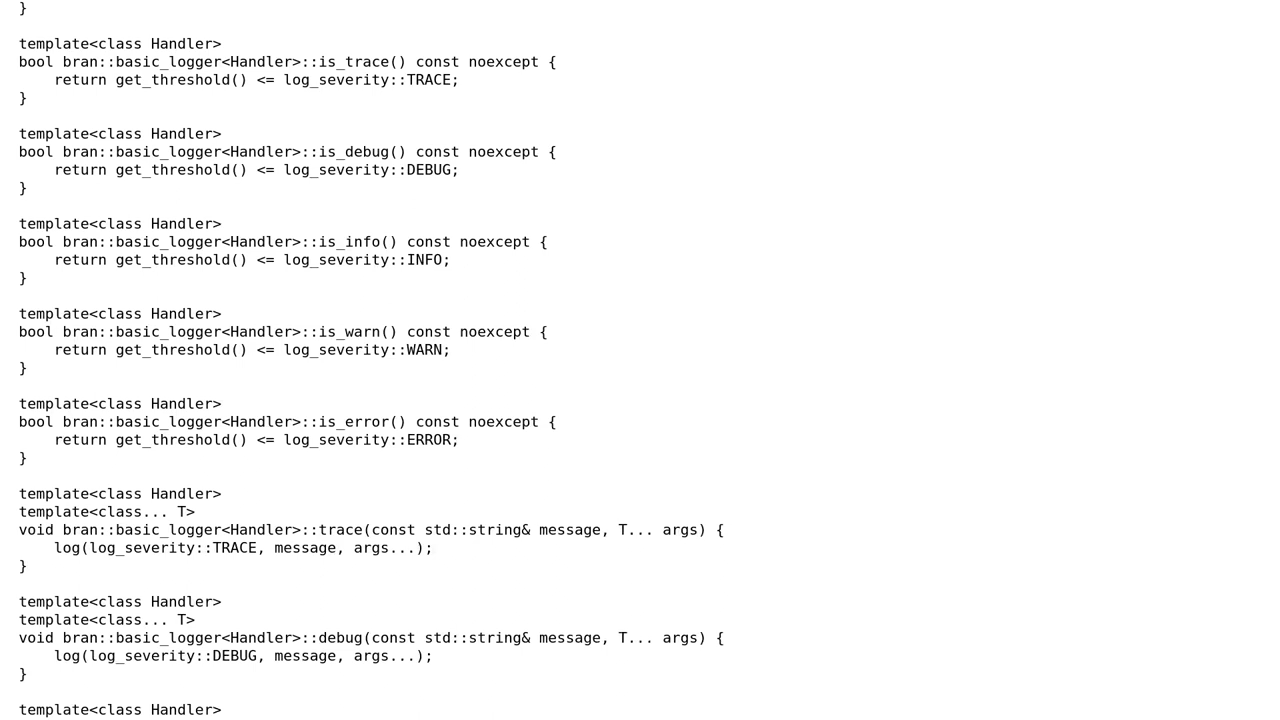 }

template<class Handler>
bool bran::basic_logger<Handler>::is_trace() const noexcept {
    return get_threshold() <= log_severity::TRACE;
}

template<class Handler>
bool bran::basic_logger<Handler>::is_debug() const noexcept {
    return get_threshold() <= log_severity::DEBUG;
}

template<class Handler>
bool bran::basic_logger<Handler>::is_info() const noexcept {
    return get_threshold() <= log_severity::INFO;
}

template<class Handler>
bool bran::basic_logger<Handler>::is_warn() const noexcept {
    return get_threshold() <= log_severity::WARN;
}

template<class Handler>
bool bran::basic_logger<Handler>::is_error() const noexcept {
    return get_threshold() <= log_severity::ERROR;
}

template<class Handler>
template<class... T>
void bran::basic_logger<Handler>::trace(const std::string& message, T... args) {
    log(log_severity::TRACE, message, args...);
}

template<class Handler>
template<class... T>
void bran::basic_logger<Handler>::debug(const std::string& message, T... args) {
    log(log_severity::DEBUG, message, args...);
}

template<class Handler>